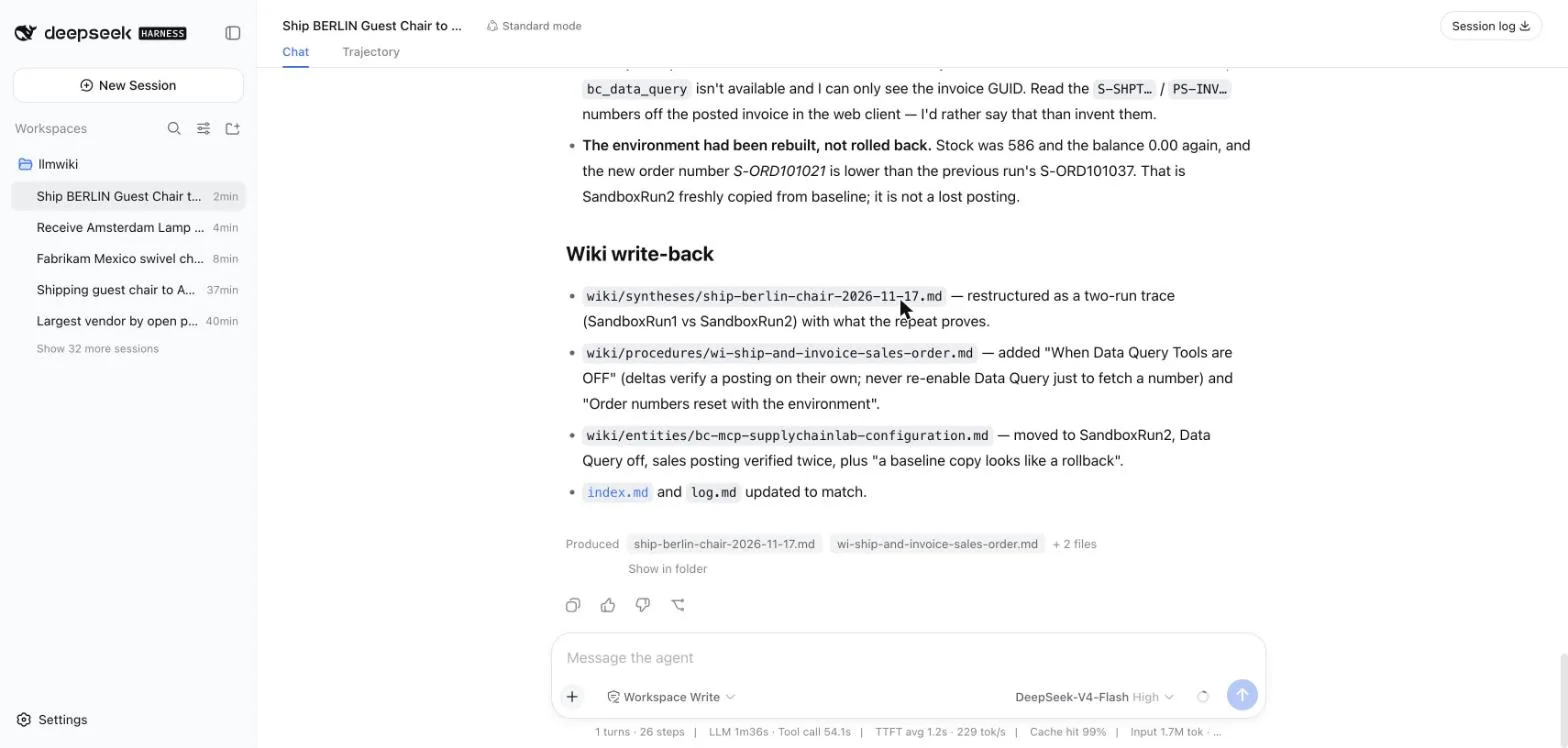 deepseek HARNESS
New Session
Workspaces
llmwiki
Ship BERLIN Guest Chair t... 2min
Receive Amsterdam Lamp ... 4min
Fabrikam Mexico swivel ch... 8min
Shipping guest chair to A... 37min
Largest vendor by open p... 40min
Show 32 more sessions
Settings
Ship BERLIN Guest Chair to ... Standard mode
Session log
Chat Trajectory
bc_data_query isn't available and I can only see the invoice GUID. Read the S-SHPT… / PS-INV…
numbers off the posted invoice in the web client — I'd rather say that than invent them.
• The environment had been rebuilt, not rolled back. Stock was 586 and the balance 0.00 again, and
the new order number S-ORD101021 is lower than the previous run's S-ORD101037. That is
SandboxRun2 freshly copied from baseline; it is not a lost posting.
Wiki write-back
• wiki/syntheses/ship-berlin-chair-2026-11-17.md — restructured as a two-run trace
(SandboxRun1 vs SandboxRun2) with what the repeat proves.
• wiki/procedures/wi-ship-and-invoice-sales-order.md — added "When Data Query Tools are
OFF" (deltas verify a posting on their own; never re-enable Data Query just to fetch a number) and
"Order numbers reset with the environment".
• wiki/entities/bc-mcp-supplychainlab-configuration.md — moved to SandboxRun2, Data
Query off, sales posting verified twice, plus "a baseline copy looks like a rollback".
• index.md and log.md updated to match.
Produced ship-berlin-chair-2026-11-17.md wi-ship-and-invoice-sales-order.md + 2 files
Show in folder
Message the agent
Workspace Write DeepSeek-V4-Flash High
1 turns · 26 steps | LLM 1m36s · Tool call 54.1s | TTFT avg 1.2s · 229 tok/s | Cache hit 99% | Input 1.7M tok · ...